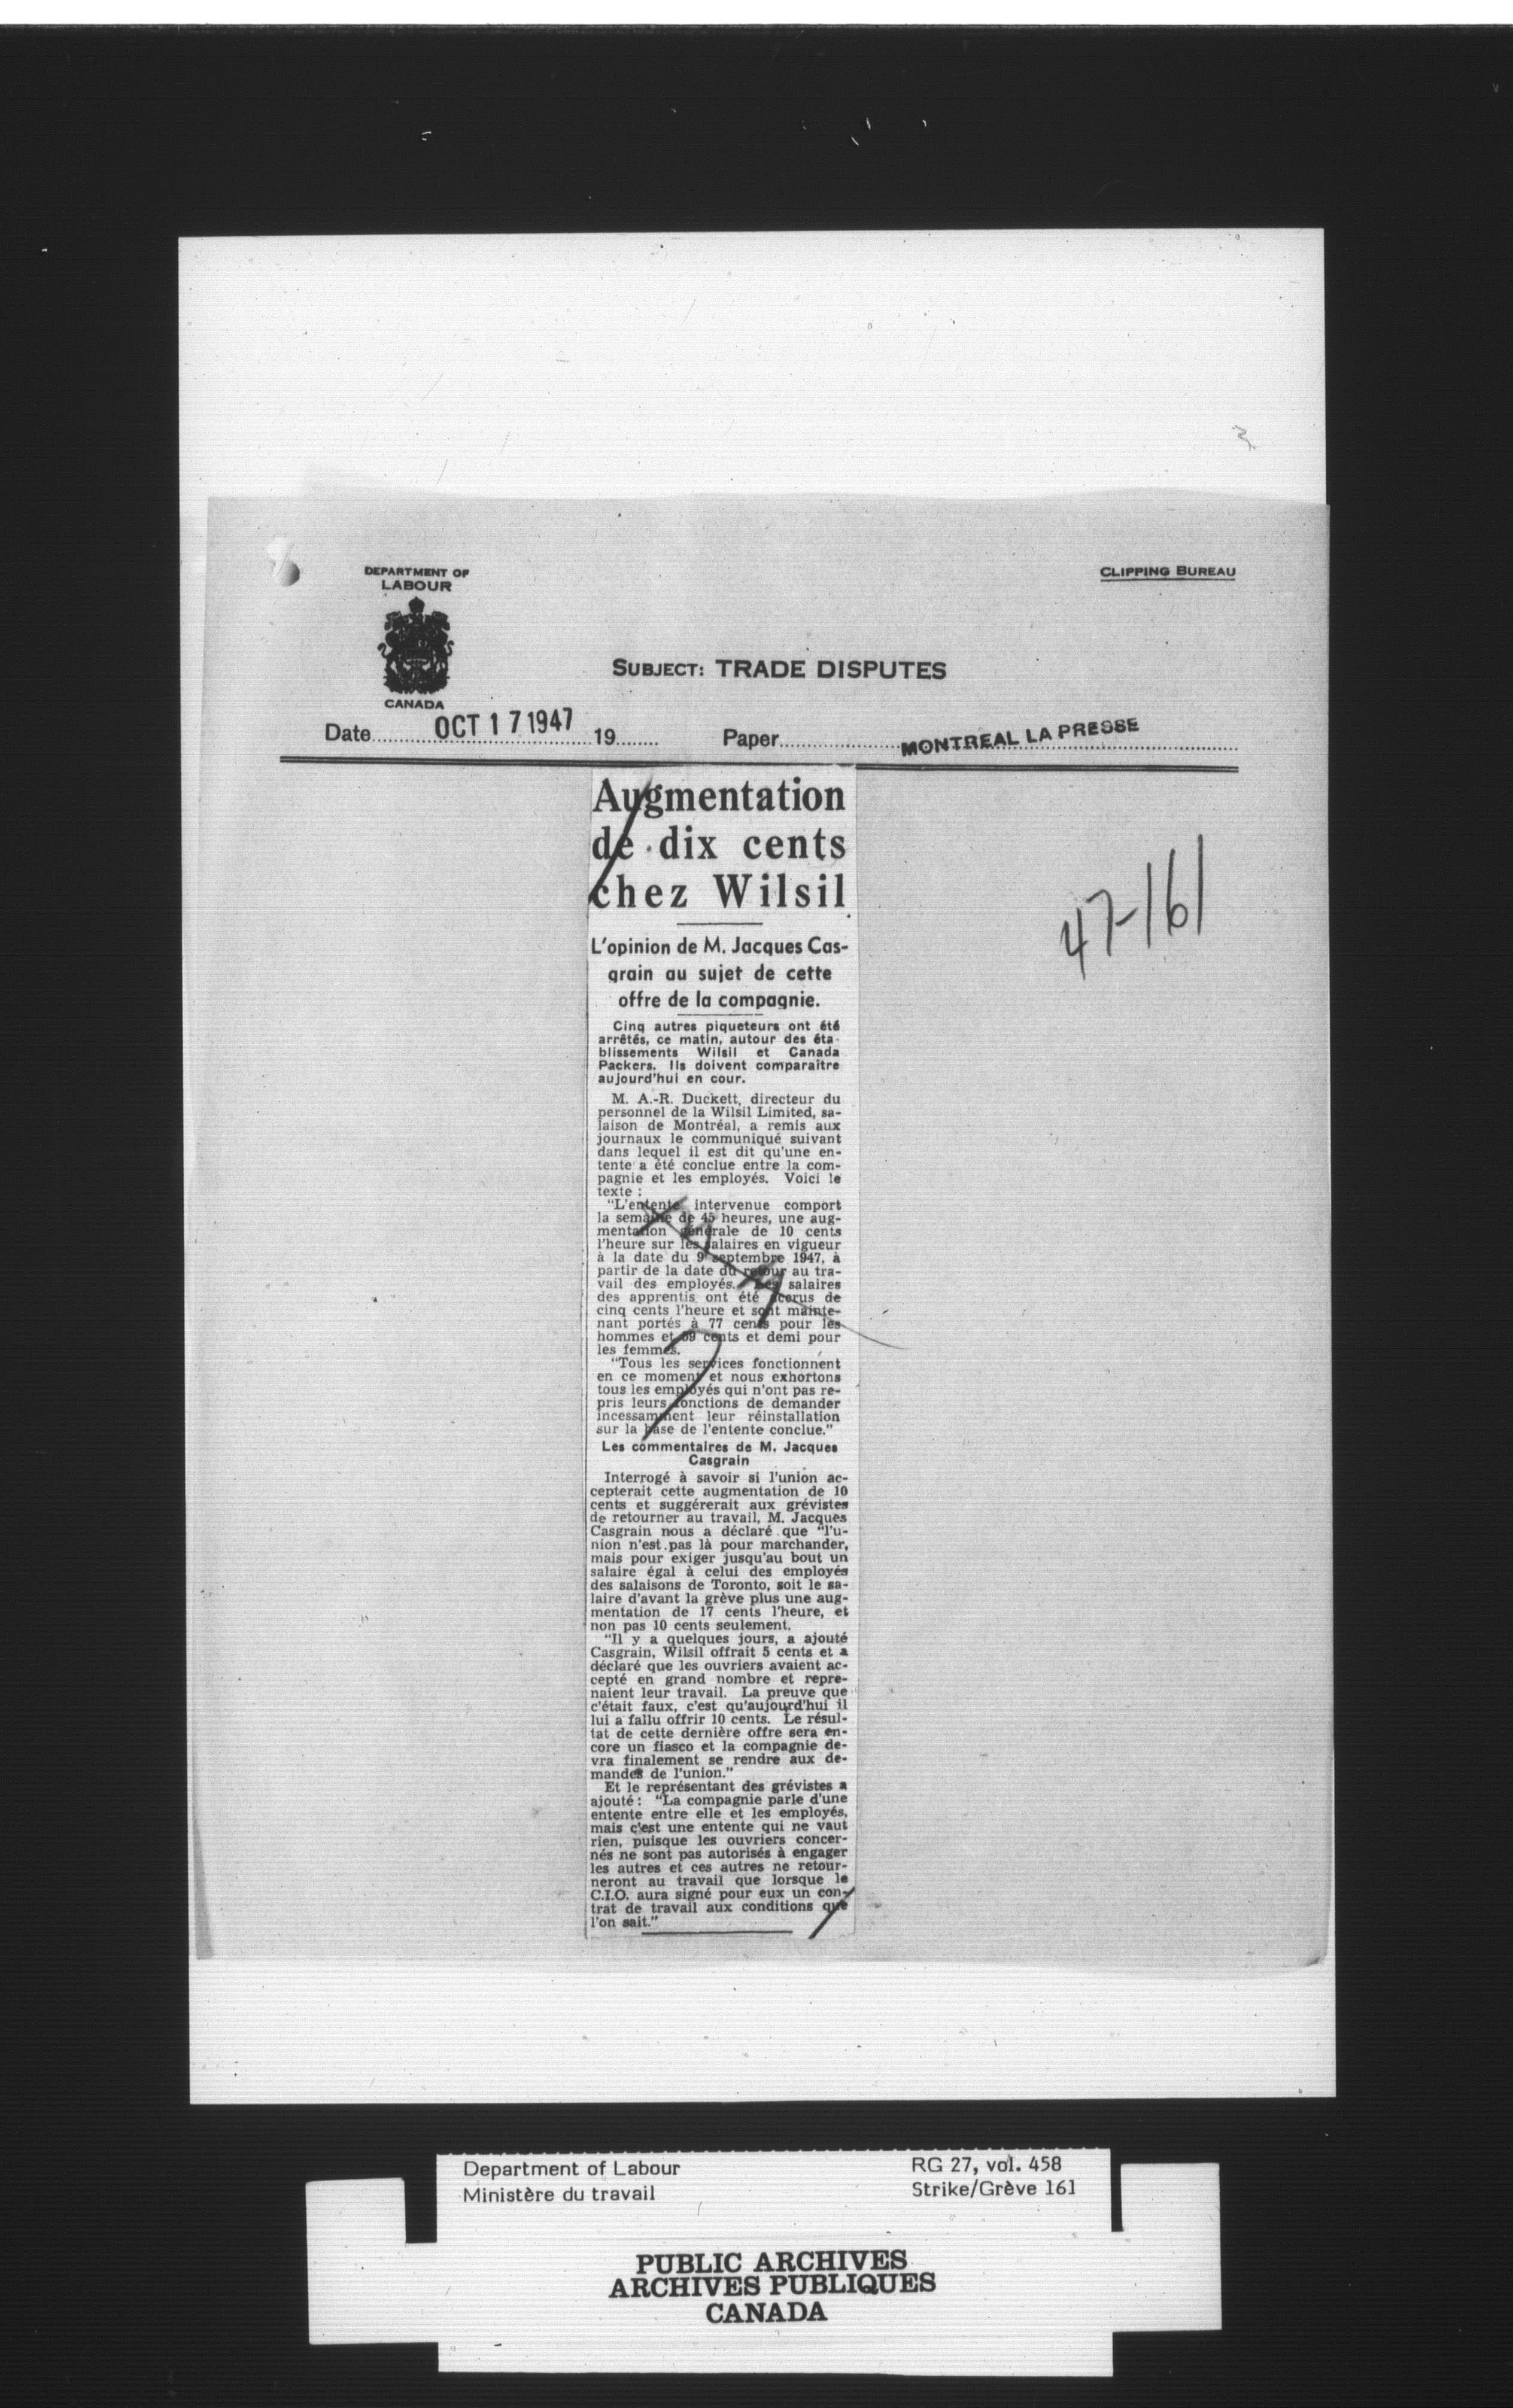 DEPARTMENT OF
LABOUR
CANADA
CLIPPING BUREAU
SUBJECT: TRADE DISPUTES
Date OCT 17 1947 19
Paper MONTREAL LA PRESSE
47-161
Augmentation
de dix cents
chez Wilsil
L'opinion de M. Jacques Cas-
grain au sujet de cette
offre de la compagnie.
Cinq autres piqueteurs ont été
arrêtés, ce matin, autour des éta-
blissements Wilsil et Canada
Packers. Ils doivent comparaître
aujourd'hui en cour.
M. A.-R. Duckett, directeur du
personnel de la Wilsil Limited, sa-
laison de Montréal, a remis aux
journaux le communiqué suivant
dans lequel il est dit qu'une en-
tente a été conclue entre la com-
pagnie et les employés. Voici le
texte :
"L'entente intervenue comport
la semaine de 45 heures, une aug-
mentation générale de 10 cents
l'heure sur les salaires en vigueur
à la date du 9 septembre 1947, à
partir de la date du retour au tra-
vail des employés. Les salaires
des apprentis ont été accrus de
cinq cents l'heure et sont mainte-
nant portés à 77 cents pour les
hommes et 69 cents et demi pour
les femmes.
"Tous les services fonctionnent
en ce moment et nous exhortons
tous les employés qui n'ont pas re-
pris leurs fonctions de demander
incessamment leur réinstallation
sur la base de l'entente conclue."
Les commentaires de M. Jacques
Casgrain
Interrogé à savoir si l'union ac-
cepterait cette augmentation de 10
cents et suggérerait aux grévistes
de retourner au travail, M. Jacques
Casgrain nous a déclaré que "l'u-
nion n'est pas là pour marchander,
mais pour exiger jusqu'au bout un
salaire égal à celui des employés
des salaisons de Toronto, soit le sa-
laire d'avant la grève plus une aug-
mentation de 17 cents l'heure, et
non pas 10 cents seulement.
"Il y a quelques jours, a ajouté
Casgrain, Wilsil offrait 5 cents et a
déclaré que les ouvriers avaient ac-
cepté en grand nombre et repre-
naient leur travail. La preuve que
c'était faux, c'est qu'aujourd'hui il
lui a fallu offrir 10 cents. Le résul-
tat de cette dernière offre sera en-
core un fiasco et la compagnie de-
vra finalement se rendre aux de-
mandes de l'union."
Et le représentant des grévistes a
ajouté : "La compagnie parle d'une
entente entre elle et les employés,
mais c'est une entente qui ne vaut
rien, puisque les ouvriers concer-
nés ne sont pas autorisés à engager
les autres et ces autres ne retour-
neront au travail que lorsque le
C.I.O. aura signé pour eux un con-
trat de travail aux conditions que
l'on sait."
Department of Labour
Ministère du travail
RG 27, vol. 458
Strike/Grève 161
PUBLIC ARCHIVES
ARCHIVES PUBLIQUES
CANADA